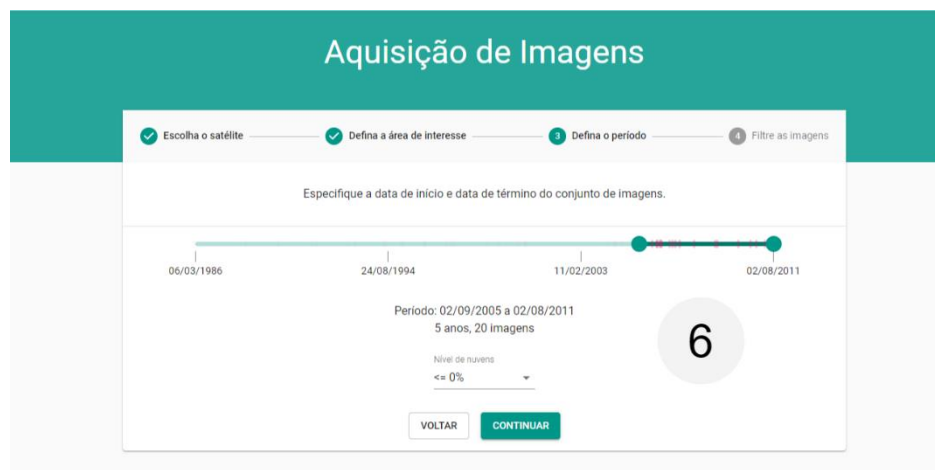 Aquisição de Imagens
Escolha o satélite
Defina a área de interesse
3 Defina o período
4 Filtre as imagens
Especifique a data de início e data de término do conjunto de imagens.
06/03/1986 24/08/1994 11/02/2003 02/08/2011
Período: 02/09/2005 a 02/08/2011
5 anos, 20 imagens
6
Nível de nuvens
<= 0%
VOLTAR CONTINUAR